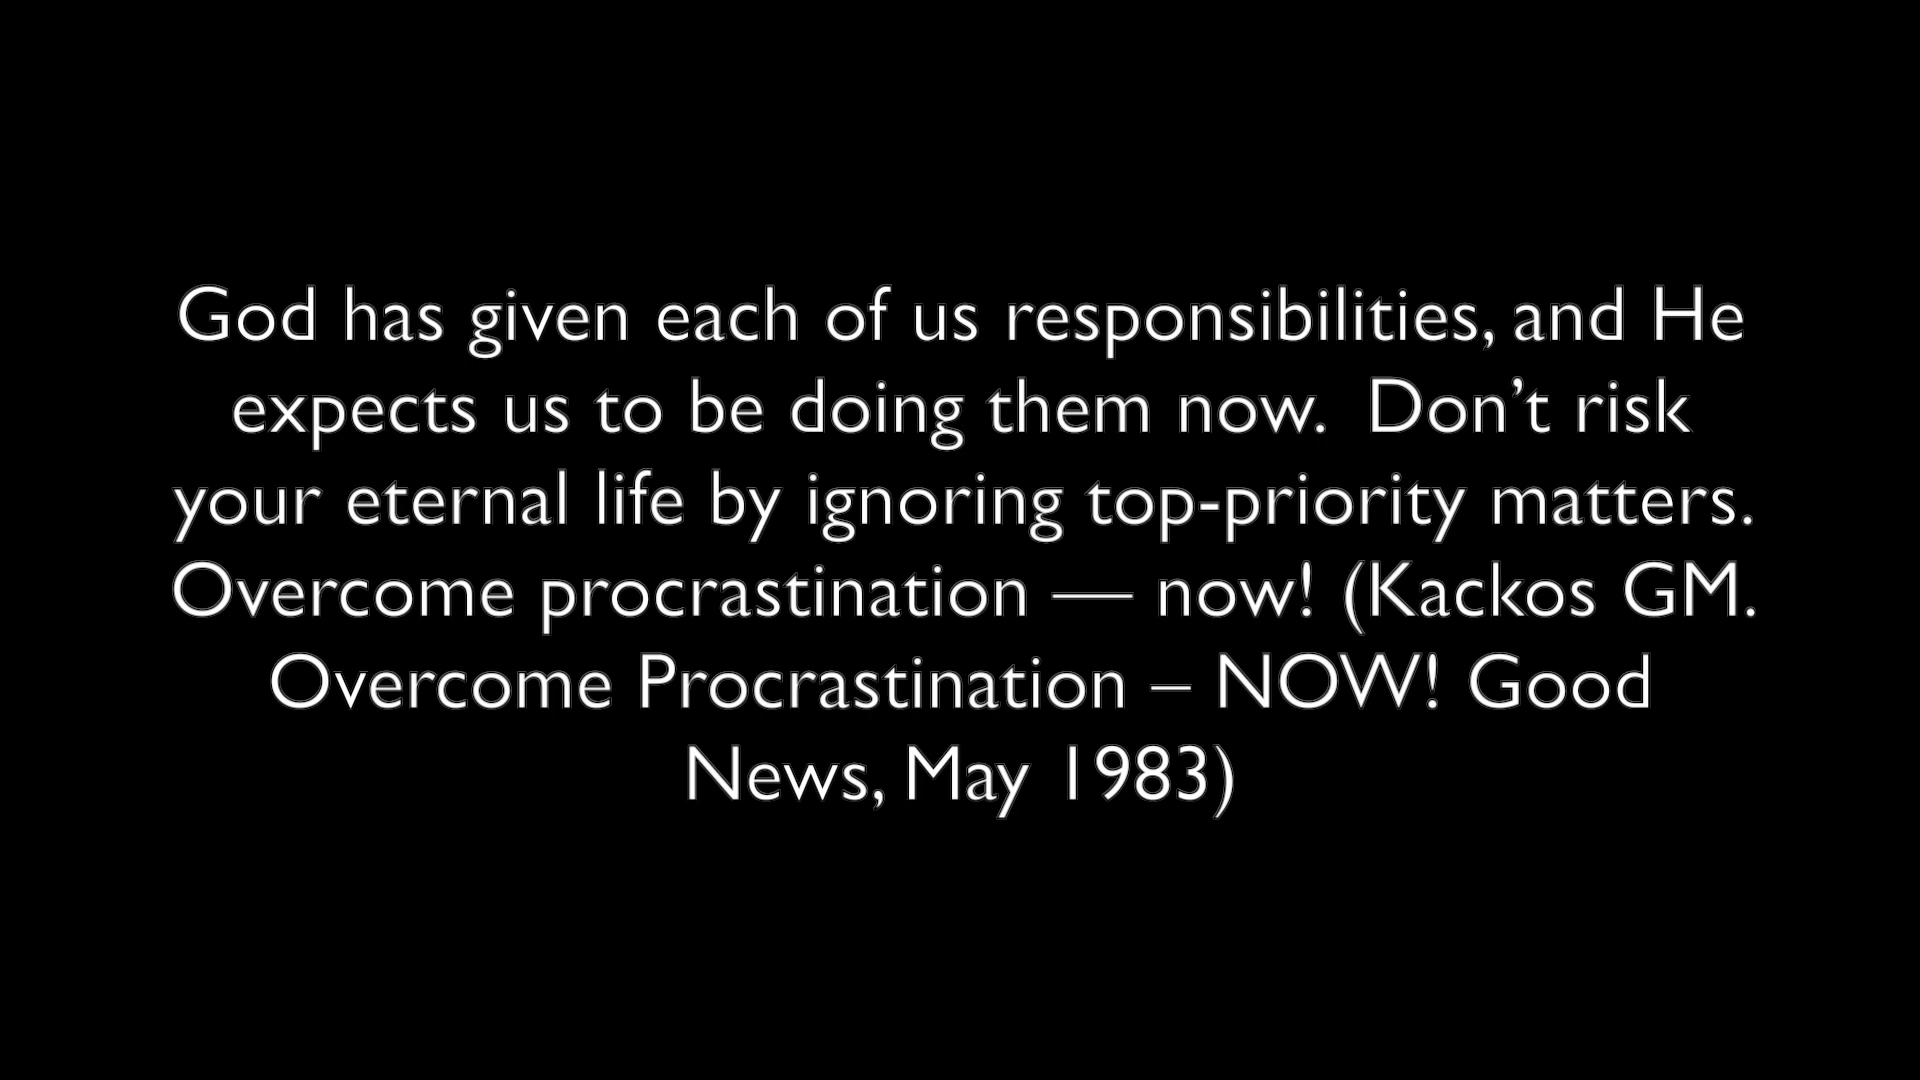 God has given each of us responsibilities, and He
expects us to be doing them now.  Don’t risk
your eternal life by ignoring top-priority matters.
Overcome procrastination — now! (Kackos GM.
Overcome Procrastination – NOW! Good
News, May 1983)